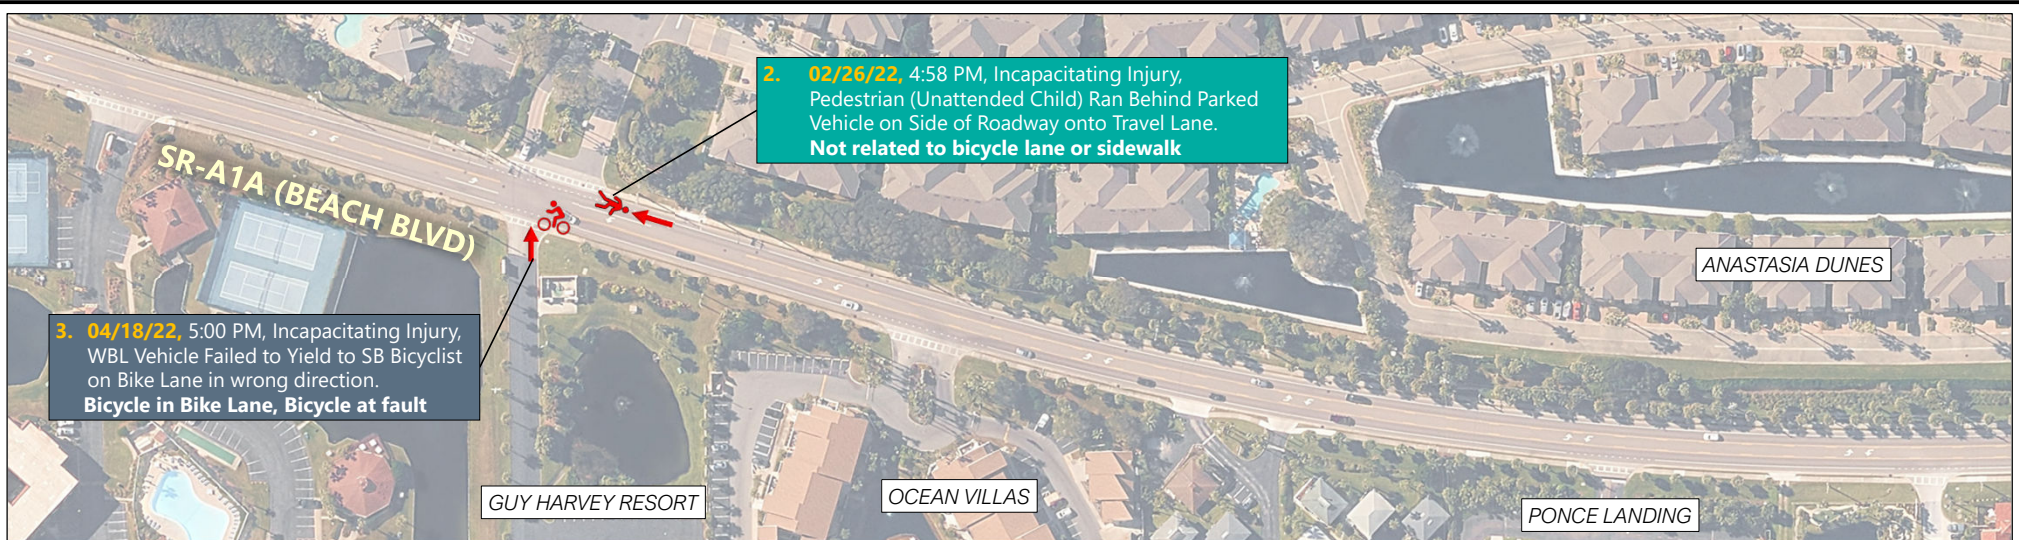 2. 02/26/22, 4:58 PM, Incapacitating Injury,
Pedestrian (Unattended Child) Ran Behind Parked
Vehicle on Side of Roadway onto Travel Lane.
Not related to bicycle lane or sidewalk
SR-A1A (BEACH BLVD)
ANASTASIA DUNES
3. 04/18/22, 5:00 PM, Incapacitating Injury,
WBL Vehicle Failed to Yield to SB Bicyclist
on Bike Lane in wrong direction.
Bicycle in Bike Lane, Bicycle at fault
GUY HARVEY RESORT
OCEAN VILLAS
PONCE LANDING